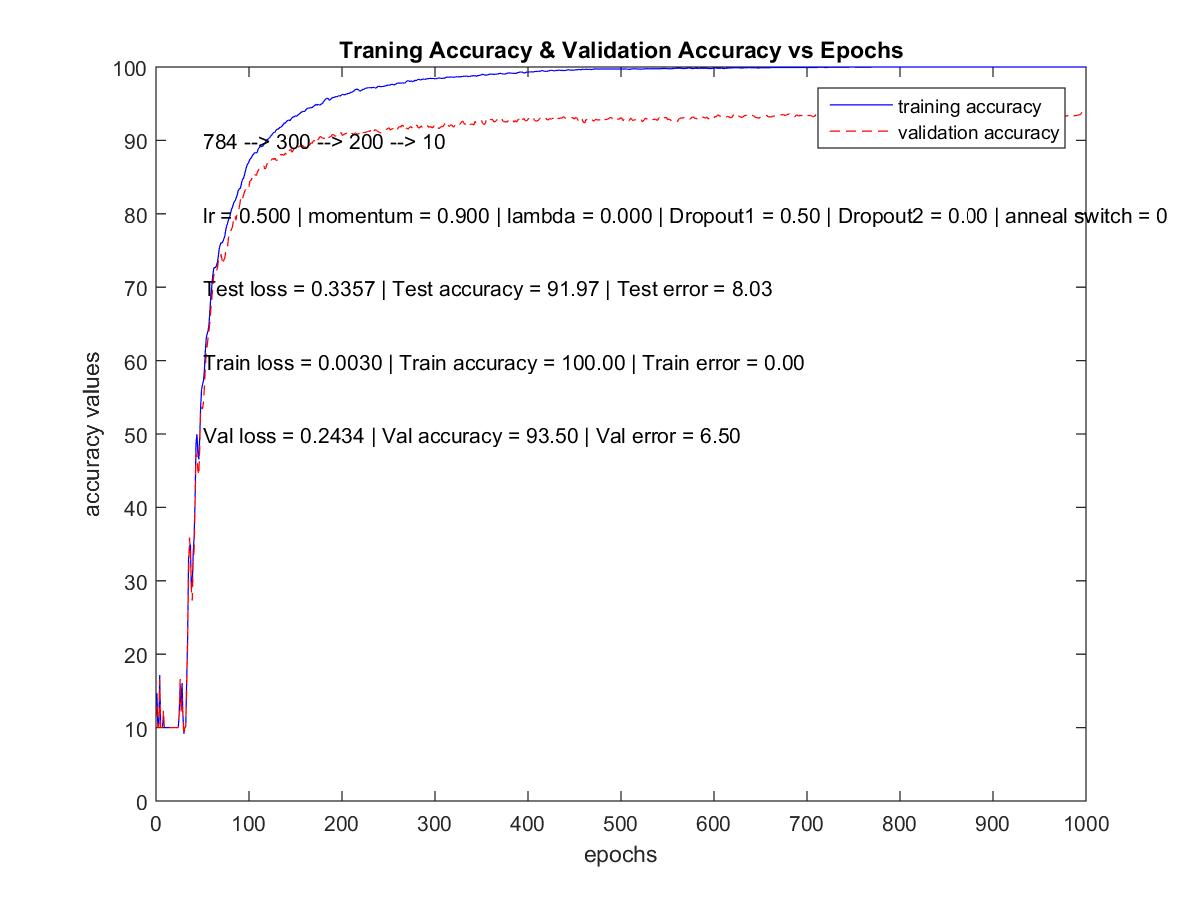 Traning Accuracy & Validation Accuracy vs Epochs
100
90
80
70
60
50
40
30
20
10
0
accuracy values
training accuracy
validation accuracy
784 --> 300 --> 200 --> 10
lr = 0.500 | momentum = 0.900 | lambda = 0.000 | Dropout1 = 0.50 | Dropout2 = 0.00 | anneal switch = 0
Test loss = 0.3357 | Test accuracy = 91.97 | Test error = 8.03
Train loss = 0.0030 | Train accuracy = 100.00 | Train error = 0.00
Val loss = 0.2434 | Val accuracy = 93.50 | Val error = 6.50
0 100 200 300 400 500 600 700 800 900 1000
epochs